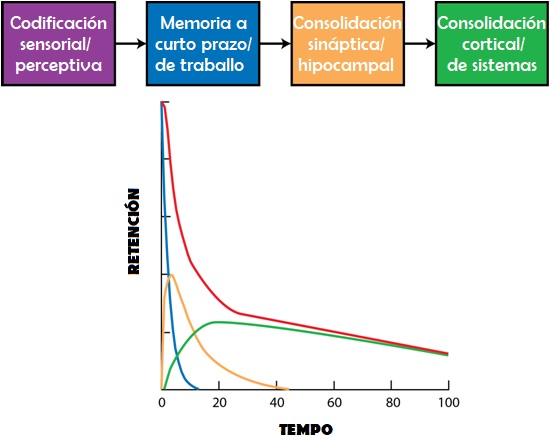 Codificación
sensorial/
perceptiva
Memoria a
curto prazo/
de traballo
Consolidación
sináptica/
hipocampal
Consolidación
cortical/
de sistemas
RETENCIÓN
0
20
40
60
80
100
TEMPO